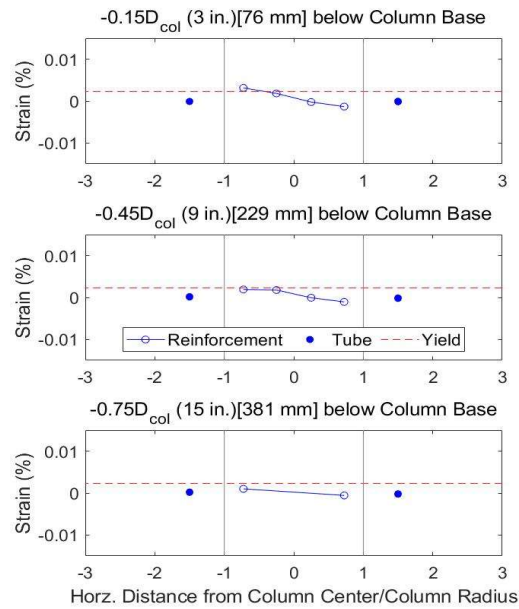 -0.15D_col (3 in.)[76 mm] below Column Base
0.01
0
-0.01
Strain (%)
-3 -2 -1 0 1 2 3
-0.45D_col (9 in.)[229 mm] below Column Base
0.01
0
-0.01
Strain (%)
Reinforcement Tube Yield
-3 -2 -1 0 1 2 3
-0.75D_col (15 in.)[381 mm] below Column Base
0.01
0
-0.01
Strain (%)
-3 -2 -1 0 1 2 3
Horz. Distance from Column Center/Column Radius